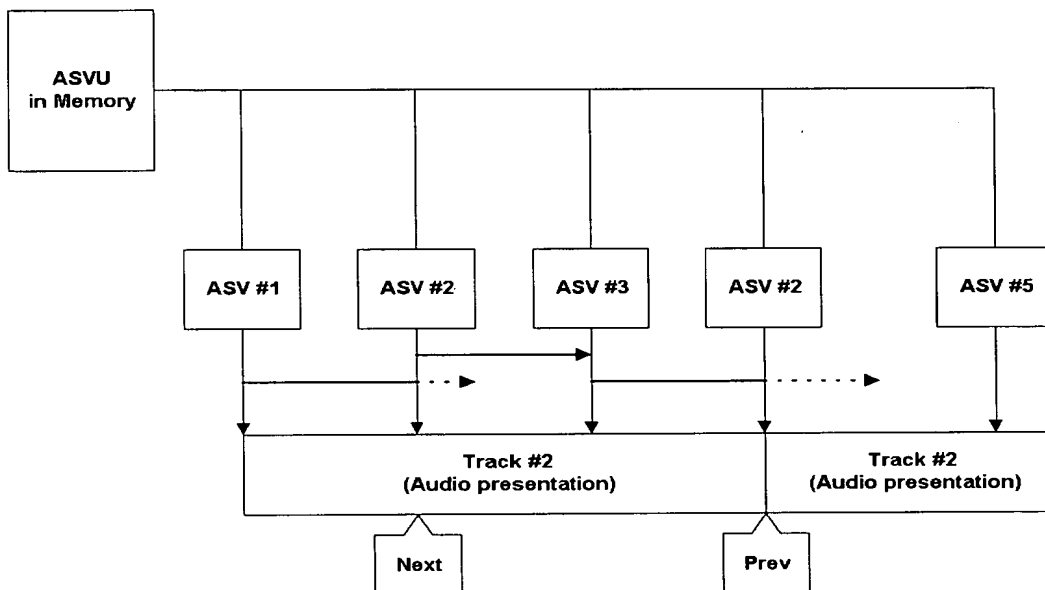 ASVU
in Memory
ASV #1
ASV #2
ASV #3
ASV #2
ASV #5
Track #2
(Audio presentation)
Track #2
(Audio presentation)
Next
Prev